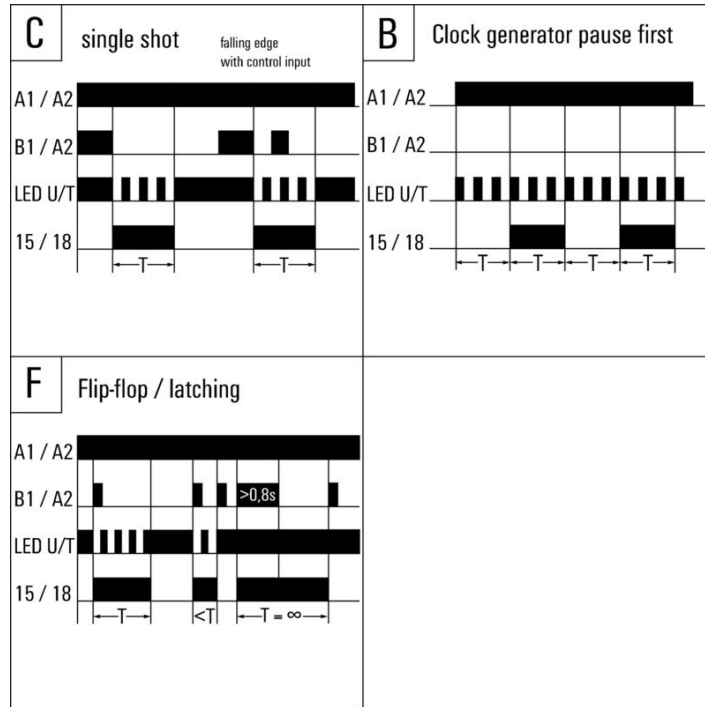 C single shot
falling edge
with control input
A1 / A2
B1 / A2
LED U/T
15 / 18
T T
B Clock generator pause first
A1 / A2
B1 / A2
LED U/T
15 / 18
T T T T
F Flip-flop / latching
A1 / A2
B1 / A2 >0,8s
LED U/T
15 / 18
T <T T = ∞